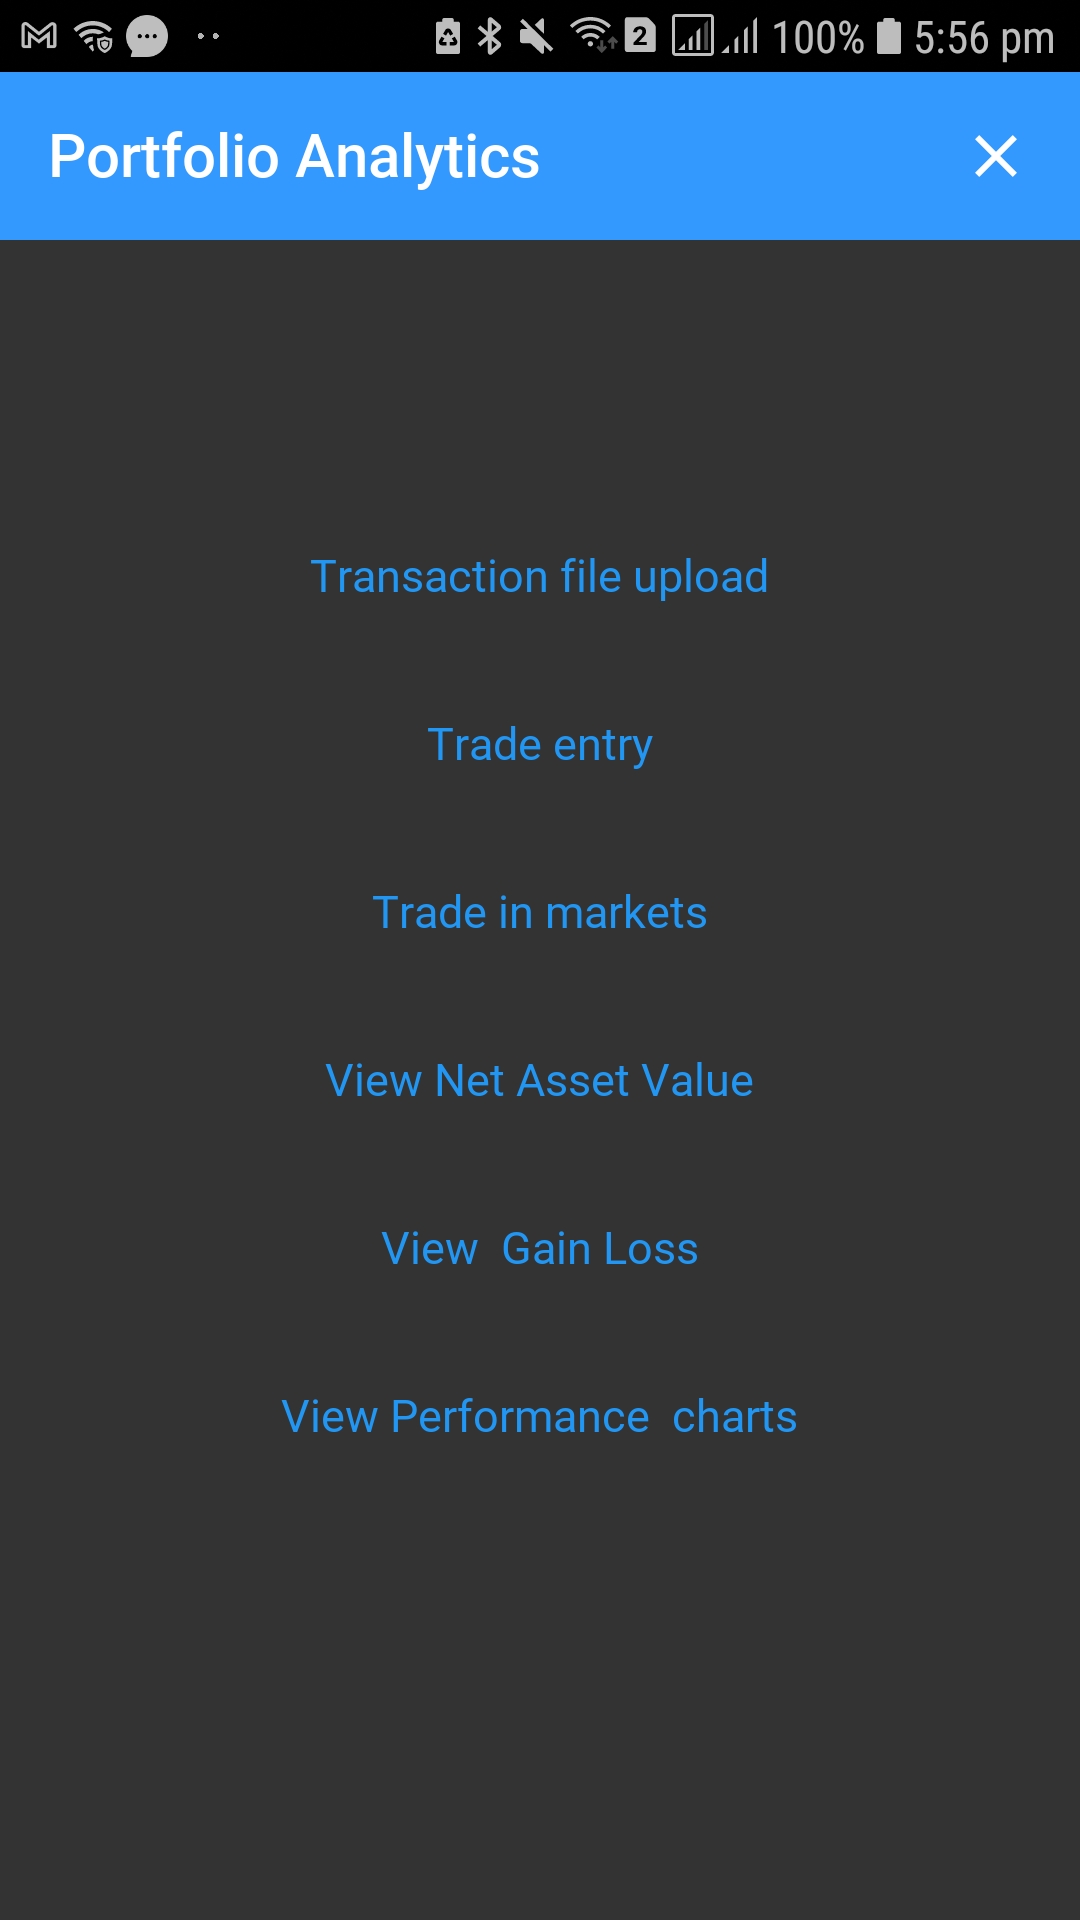 2 100% 5:56 pm
Portfolio Analytics
Transaction file upload
Trade entry
Trade in markets
View Net Asset Value
View  Gain Loss
View Performance  charts